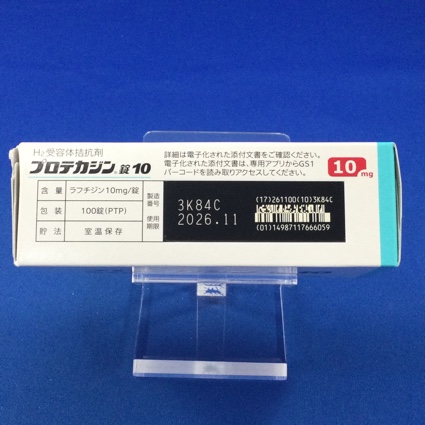 H₂受容体拮抗剤
プロテカジン®錠10
詳細は電子化された添付文書をご確認ください。
電子化された添付文書は、専用アプリからGS1
バーコードを読み取りアクセスしてください。
10mg
含量 ラフチジン10mg/錠
包装 100錠(PTP)
貯法 室温保存
製造番号 3K84C
使用期限 2026.11
(17)261100(10)3K84C
(01)14987117666059